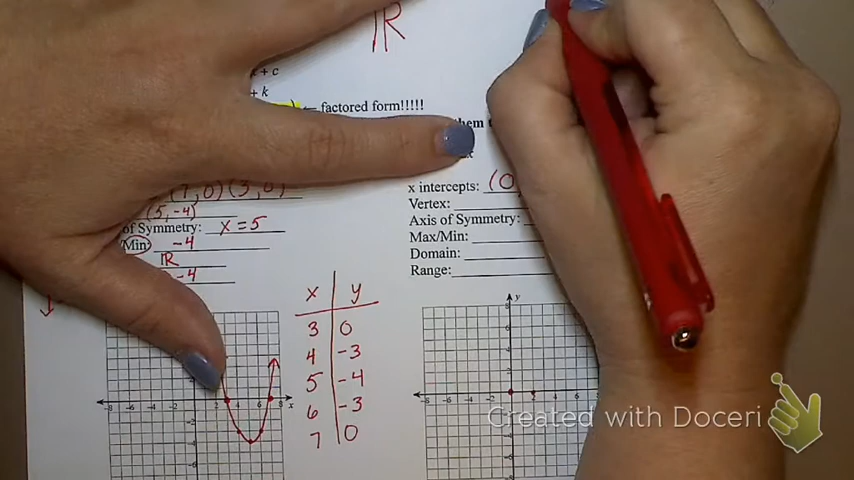 IR
x + c
+ k
← factored form!!!!!
(7, 0) (3, 0)
(5, -4)
of Symmetry: x = 5
Min: -4
IR
-4
x intercepts: (0
Vertex:
Axis of Symmetry:
Max/Min:
Domain:
Range:
x y
3 0
4 -3
5 -4
6 -3
7 0
Created with Doceri